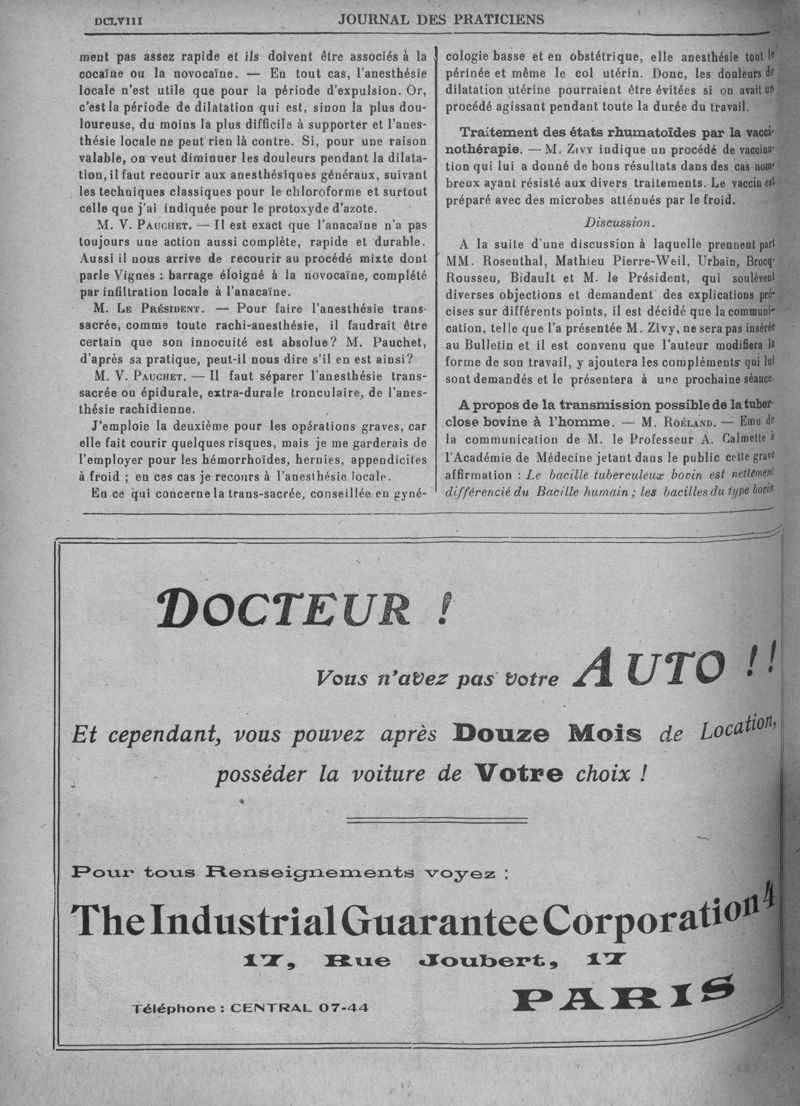 DCLVIII JOURNAL DES PRATICIENS
ment pas assez rapide et ils doivent être associés à la
cocaïne ou la novocaïne. — En tout cas, l'anesthésie
locale n'est utile que pour la période d'expulsion. Or,
c'est la période de dilatation qui est, sinon la plus dou-
loureuse, du moins la plus difficile à supporter et l'anes-
thésie locale ne peut rien là contre. Si, pour une raison
valable, on veut diminuer les douleurs pendant la dilata-
tion, il faut recourir aux anesthésiques généraux, suivant
les techniques classiques pour le chloroforme et surtout
celle que j'ai indiquée pour le protoxyde d'azote.
M. V. PAUCHET. — Il est exact que l'anacaïne n'a pas
toujours une action aussi complète, rapide et durable.
Aussi il nous arrive de recourir au procédé mixte dont
parle Vignes : barrage éloigné à la novocaïne, complété
par infiltration locale à l'anacaïne.
M. LE PRÉSIDENT. — Pour faire l'anesthésie trans-
sacrée, comme toute rachi-anesthésie, il faudrait être
certain que son innocuité est absolue ? M. Pauchet,
d'après sa pratique, peut-il nous dire s'il en est ainsi ?
M. V. PAUCHET. — Il faut séparer l'anesthésie trans-
sacrée ou épidurale, extra-durale tronculaire, de l'anes-
thésie rachidienne.
J'emploie la deuxième pour les opérations graves, car
elle fait courir quelques risques, mais je me garderais de
l'employer pour les hémorrhoïdes, hernies, appendicites
à froid ; en ces cas je recours à l'anesthésie locale.
En ce qui concerne la trans-sacrée, conseillée en gyné-
cologie basse et en obstétrique, elle anesthésie tout le
périnée et même le col utérin. Donc, les douleurs de
dilatation utérine pourraient être évitées si on avait un
procédé agissant pendant toute la durée du travail.
Traitement des états rhumatoïdes par la vacci-
nothérapie. — M. ZIVY indique un procédé de vaccina-
tion qui lui a donné de bons résultats dans des cas nom-
breux ayant résisté aux divers traitements. Le vaccin est
préparé avec des microbes atténués par le froid.
Discussion.
A la suite d'une discussion à laquelle prennent part
MM. Rosenthal, Mathieu Pierre-Weil, Urbain, Brocq-
Rousseu, Bidault et M. le Président, qui soulèvent
diverses objections et demandent des explications pré-
cises sur différents points, il est décidé que la communi-
cation, telle que l'a présentée M. Zivy, ne sera pas insérée
au Bulletin et il est convenu que l'auteur modifiera la
forme de son travail, y ajoutera les compléments qui lui
sont demandés et le présentera à une prochaine séance.
A propos de la transmission possible de la tuber-
close bovine à l'homme. — M. ROÉLAND. — Emu de
la communication de M. le Professeur A. Calmette à
l'Académie de Médecine jetant dans le public cette grave
affirmation : Le bacille tuberculeux bovin est nettement
différencié du Bacille humain ; les bacilles du type bovin
DOCTEUR !
Vous n'avez pas votre AUTO !!
Et cependant, vous pouvez après Douze Mois de Location,
posséder la voiture de Votre choix !
Pour tous Renseignements voyez :
The Industrial Guarantee Corporation
17, Rue Joubert, 17
Téléphone : CENTRAL 07-44 PARIS